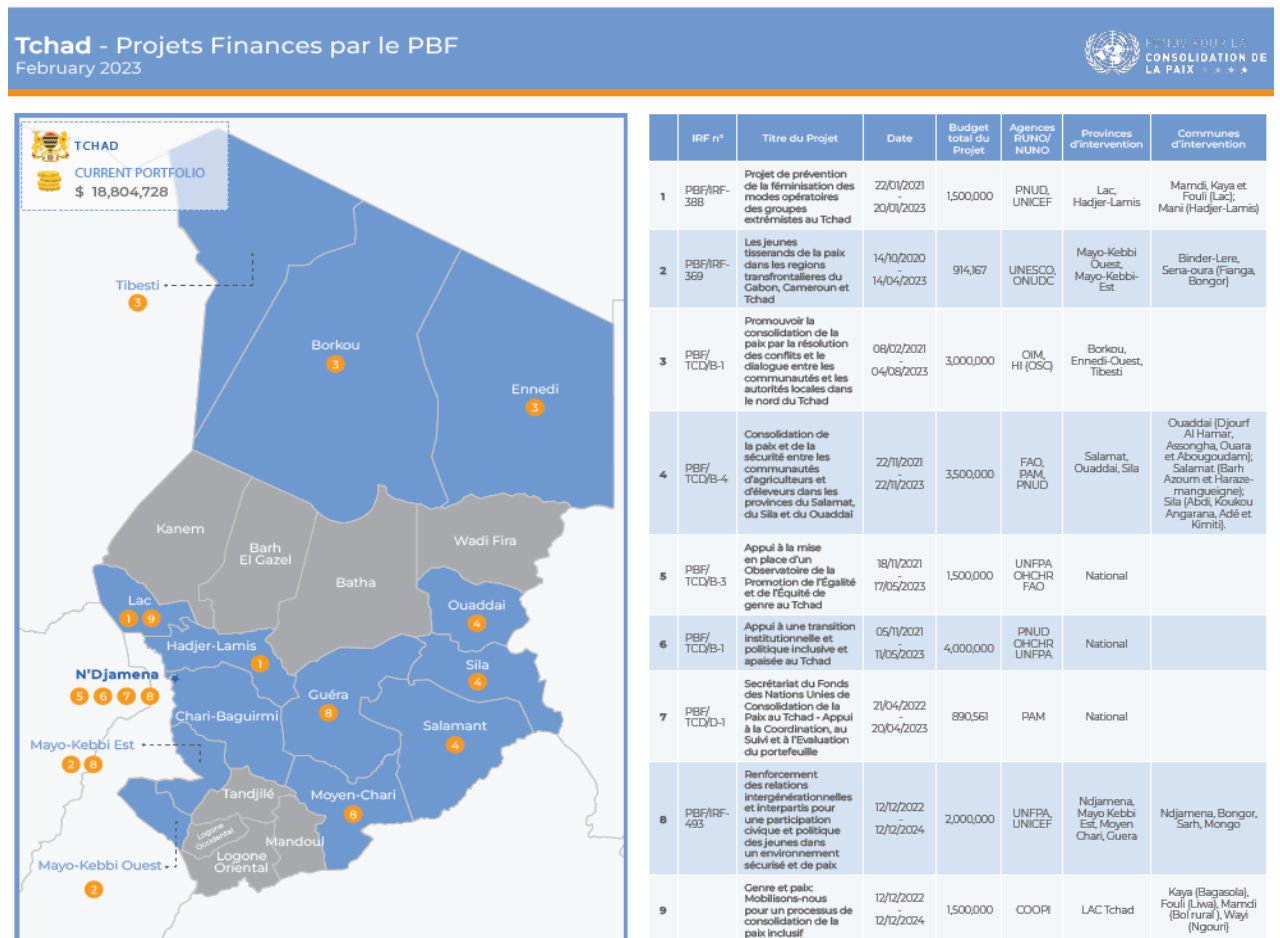 Tchad - Projets Finances par le PBF
February 2023
FONDS POUR LA
CONSOLIDATION DE
LA PAIX
TCHAD
CURRENT PORTFOLIO
$ 18,804,728
Tibesti
3
Borkou
3
Ennedi
3
Kanem
Barh
El Gazel
Batha
Wadi Fira
Lac
1 9
Ouaddai
4
Hadjer-Lamis
1
Sila
4
N'Djamena
5 6 7 8
Guéra
8
Chari-Baguirmi
Salamant
4
Mayo-Kebbi Est
2 8
Tandjilé
Moyen-Chari
8
Logone
Occidental
Mandoul
Logone
Oriental
Mayo-Kebbi Ouest
2
IRF n°
Titre du Projet
Date
Budget
total du
Projet
Agences
RUNO/
NUNO
Provinces
d'intervention
Communes
d'intervention
1
PBF/IRF-
388
Projet de prévention
de la féminisation des
modes opératoires
des groupes
extrémistes au Tchad
22/01/2021
-
20/01/2023
1,500,000
PNUD,
UNICEF
Lac,
Hadjer-Lamis
Mamdi, Kaya et
Fouli (Lac);
Mani (Hadjer-Lamis)
2
PBF/IRF-
369
Les jeunes
tisserands de la paix
dans les regions
transfrontalieres du
Gabon, Cameroun et
Tchad
14/10/2020
-
14/04/2023
914,167
UNESCO,
ONUDC
Mayo-Kebbi
Ouest,
Mayo-Kebbi-
Est
Binder-Lere,
Sena-oura (Fianga,
Bongor)
3
PBF/
TCD/B-1
Promouvoir la
consolidation de la
paix par la résolution
des conflits et le
dialogue entre les
communautés et les
autorités locales dans
le nord du Tchad
08/02/2021
-
04/08/2023
3,000,000
OIM,
HI (OSC)
Borkou,
Ennedi-Ouest,
Tibesti
4
PBF/
TCD/B-4
Consolidation de
la paix et de la
sécurité entre les
communautés
d'agriculteurs et
d'éleveurs dans les
provinces du Salamat,
du Sila et du Ouaddaï
22/11/2021
-
22/11/2023
3,500,000
FAO,
PAM,
PNUD
Salamat,
Ouaddai, Sila
Ouaddaï (Djourf
Al Hamar,
Assongha, Ouara
et Abougoudam);
Salamat (Barh
Azoum et Haraze-
mangueigne);
Sila (Abdi, Koukou
Angarana, Adé et
Kimiti).
5
PBF/
TCD/B-3
Appui à la mise
en place d'un
Observatoire de la
Promotion de l'Égalité
et de l'Équité de
genre au Tchad
18/11/2021
-
17/05/2023
1,500,000
UNFPA
OHCHR
FAO
National
6
PBF/
TCD/B-1
Appui à une transition
institutionnelle et
politique inclusive et
apaisée au Tchad
05/11/2021
-
11/05/2023
4,000,000
PNUD
OHCHR
UNFPA
National
7
PBF/
TCD/D-1
Secrétariat du Fonds
des Nations Unies de
Consolidation de la
Paix au Tchad - Appui
à la Coordination, au
Suivi et à l'Evaluation
du portefeuille
21/04/2022
-
20/04/2023
890,561
PAM
National
8
PBF/IRF-
493
Renforcement
des relations
intergénérationnelles
et interpartis pour
une participation
civique et politique
des jeunes dans
un environnement
sécurisé et de paix
12/12/2022
-
12/12/2024
2,000,000
UNFPA,
UNICEF
Ndjamena,
Mayo Kebbi
Est, Moyen
Chari, Guera
Ndjamena, Bongor,
Sarh, Mongo
9
Genre et paix:
Mobilisons-nous
pour un processus de
consolidation de la
paix inclusif
12/12/2022
-
12/12/2024
1,500,000
COOPI
LAC Tchad
Kaya (Bagasola),
Fouli (Liwa), Mamdi
(Bol rural ), Wayi
(Ngouri)